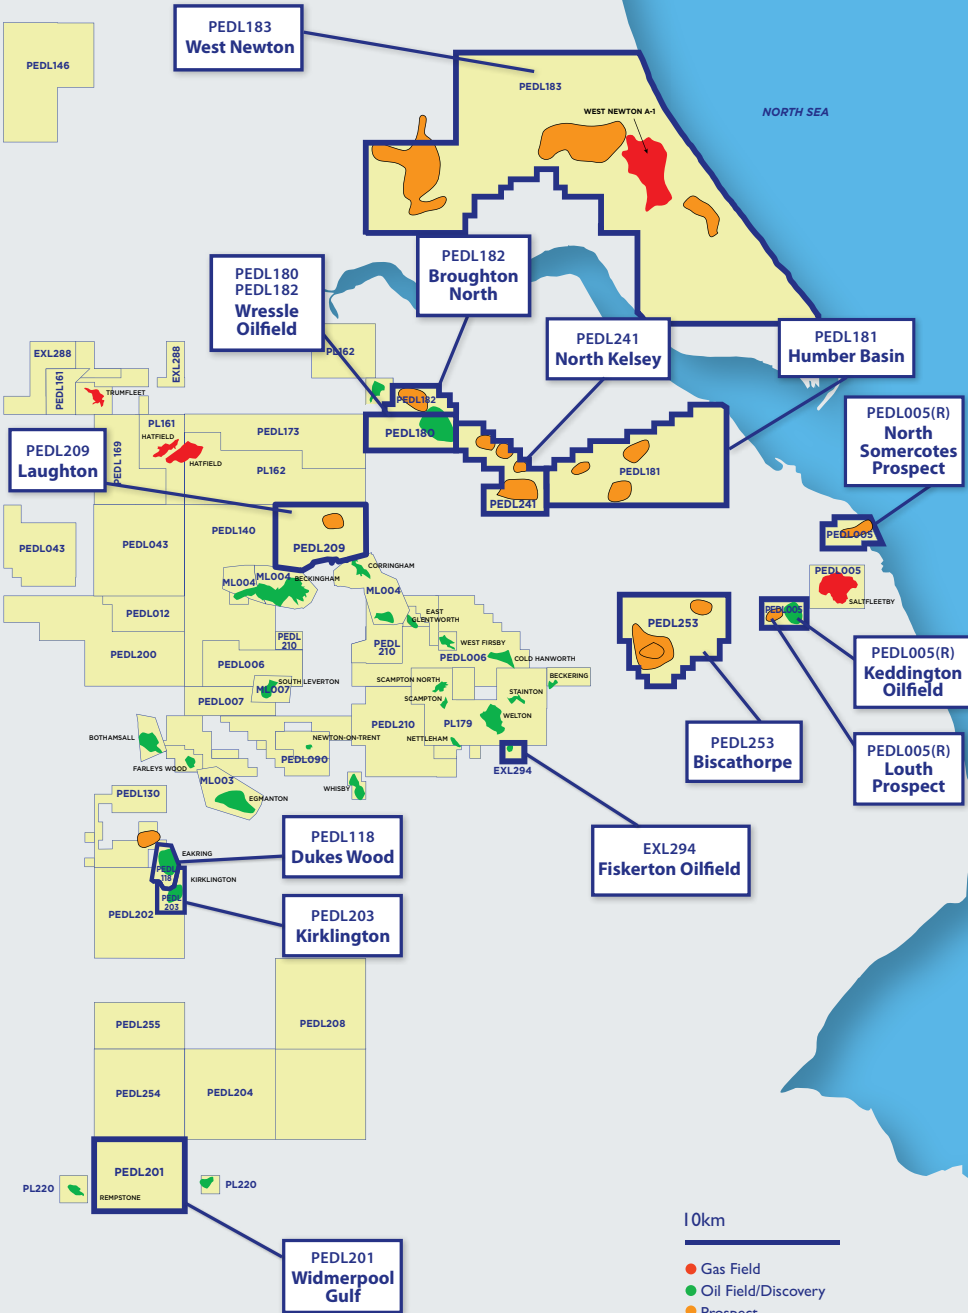 PEDL183
West Newton
PEDL146
PEDL183
WEST NEWTON A-1
NORTH SEA
PEDL182
Broughton
North
PEDL180
PEDL182
Wressle
Oilfield
PEDL241
North Kelsey
PEDL181
Humber Basin
PL162
EXL288
EXL288
PEDL161
TRUMFLEET
PEDL182
PEDL180
PEDL005(R)
North
Somercotes
Prospect
PL161
HATFIELD
HATFIELD
PEDL 169
PEDL173
PL162
PEDL209
Laughton
PEDL181
PEDL241
PEDL043
PEDL043
PEDL140
PEDL209
PEDL005
PEDL005
SALTFLEETBY
CORRINGHAM
ML004
ML004
BECKINGHAM
ML004
PEDL012
EAST
GLENTWORTH
PEDL253
PEDL005
PEDL200
PEDL
210
PEDL
210
WEST FIRSBY
PEDL006
COLD HANWORTH
PEDL006
PEDL005(R)
Keddington
Oilfield
SOUTH LEVERTON
ML007
SCAMPTON NORTH
SCAMPTON
STAINTON
BECKERING
PEDL007
PEDL210
PL179
WELTON
BOTHAMSALL
NEWTON-ON-TRENT
NETTLEHAM
PEDL253
Biscathorpe
PEDL005(R)
Louth
Prospect
FARLEYS WOOD
PEDL090
EXL294
ML003
EGMANTON
WHISBY
PEDL130
PEDL118
Dukes Wood
EXL294
Fiskerton Oilfield
EAKRING
PEDL
118
KIRKLINGTON
PEDL
203
PEDL202
PEDL203
Kirklington
PEDL255
PEDL208
PEDL254
PEDL204
PEDL201
REMPSTONE
PL220
PL220
PEDL201
Widmerpool
Gulf
10km
Gas Field
Oil Field/Discovery
Prospect